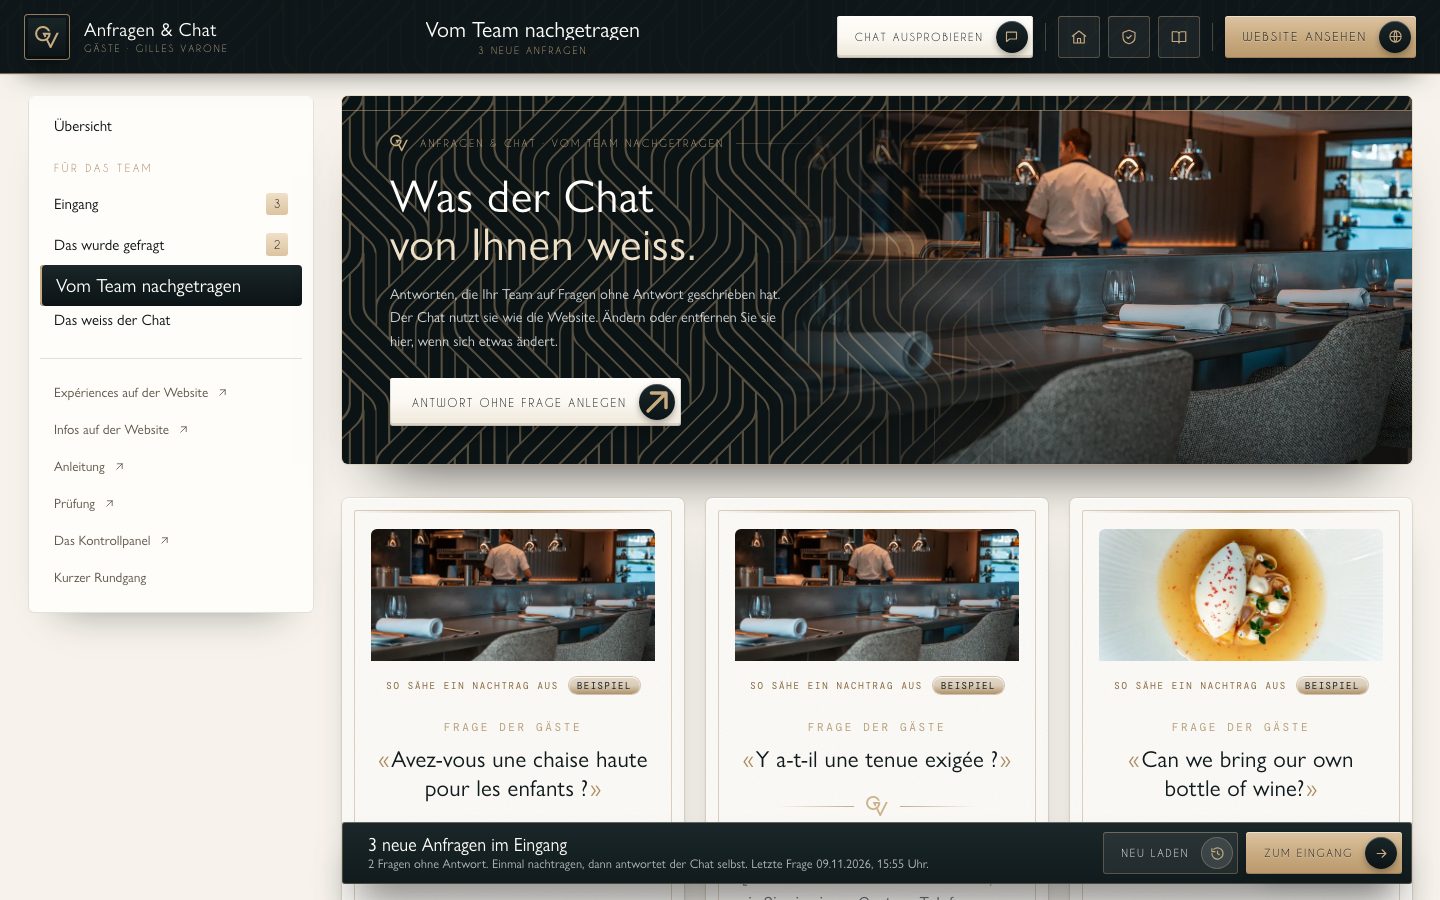 Anfragen & Chat
GÄSTE · GILLES VARONE
Vom Team nachgetragen
3 NEUE ANFRAGEN
CHAT AUSPROBIEREN
WEBSITE ANSEHEN
Übersicht
FÜR DAS TEAM
Eingang 3
Das wurde gefragt 2
Vom Team nachgetragen
Das weiss der Chat
Expériences auf der Website
Infos auf der Website
Anleitung
Prüfung
Das Kontrollpanel
Kurzer Rundgang
ANFRAGEN & CHAT · VOM TEAM NACHGETRAGEN
Was der Chat
von Ihnen weiss.
Antworten, die Ihr Team auf Fragen ohne Antwort geschrieben hat.
Der Chat nutzt sie wie die Website. Ändern oder entfernen Sie sie
hier, wenn sich etwas ändert.
ANTWORT OHNE FRAGE ANLEGEN
SO SÄHE EIN NACHTRAG AUS BEISPIEL
FRAGE DER GÄSTE
«Avez-vous une chaise haute
pour les enfants ?»
SO SÄHE EIN NACHTRAG AUS BEISPIEL
FRAGE DER GÄSTE
«Y a-t-il une tenue exigée ?»
SO SÄHE EIN NACHTRAG AUS BEISPIEL
FRAGE DER GÄSTE
«Can we bring our own
bottle of wine?»
3 neue Anfragen im Eingang
2 Fragen ohne Antwort. Einmal nachtragen, dann antwortet der Chat selbst. Letzte Frage 09.11.2026, 15:55 Uhr.
NEU LADEN
ZUM EINGANG